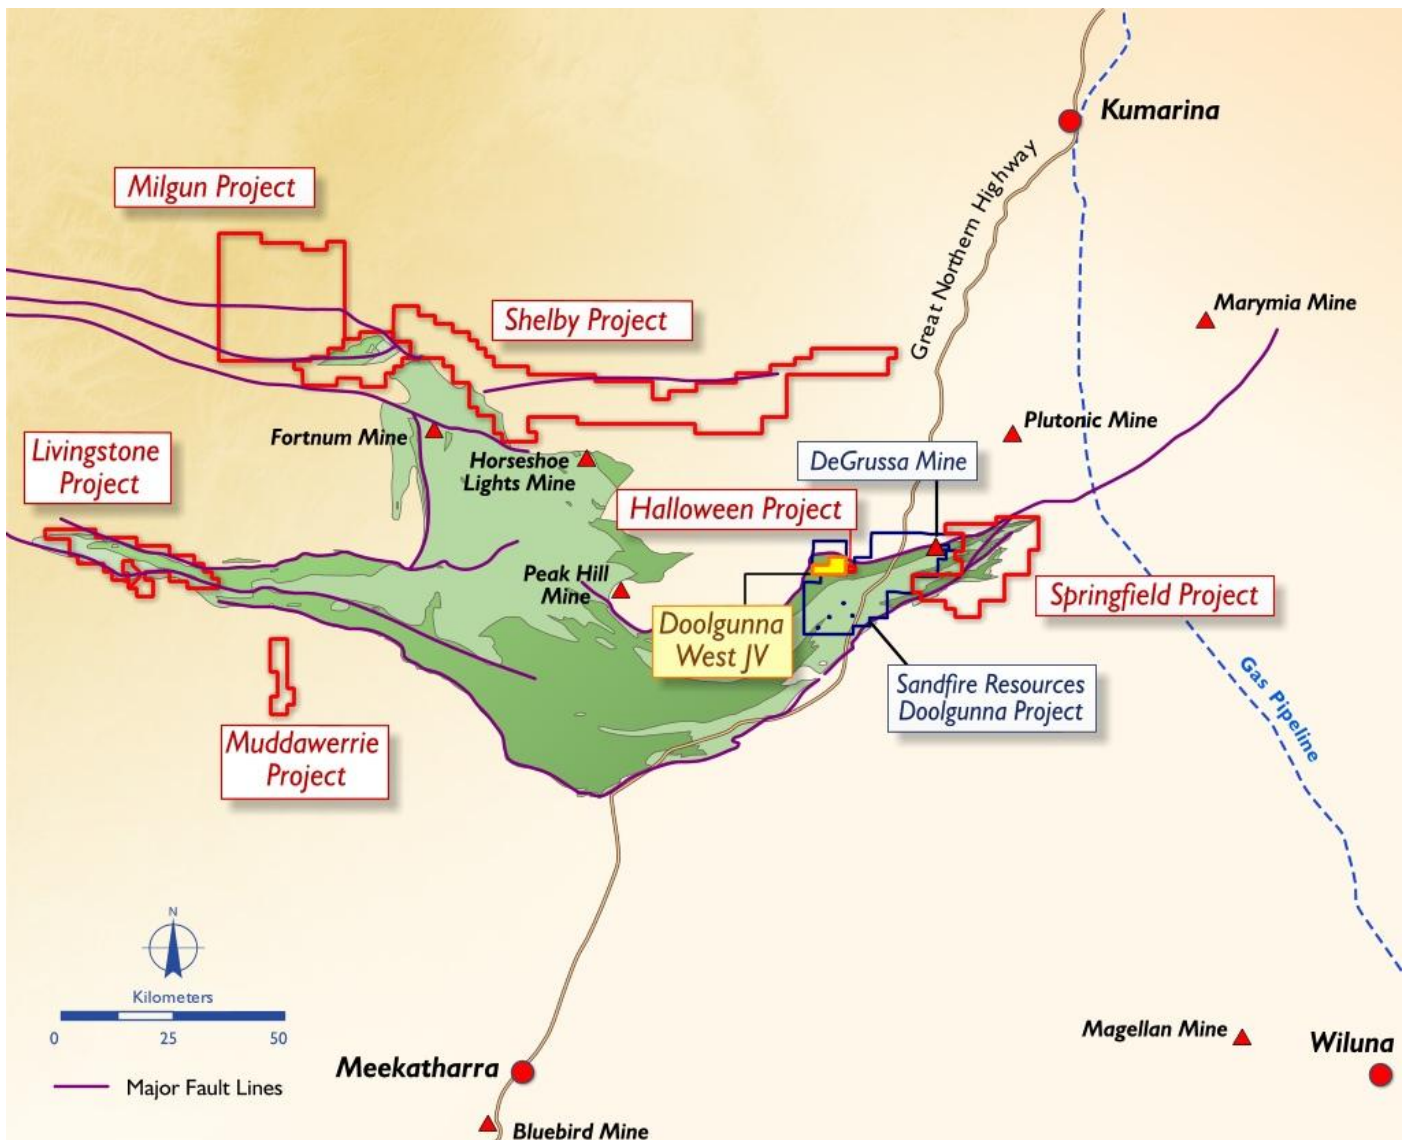 Kumarina
Great Northern Highway
Milgun Project
Marymia Mine
Shelby Project
Plutonic Mine
Fortnum Mine
Livingstone
Project
DeGrussa Mine
Horseshoe
Lights Mine
Halloween Project
Peak Hill
Mine
Springfield Project
Doolgunna
West JV
Sandfire Resources
Doolgunna Project
Gas Pipeline
Muddawerrie
Project
N
Kilometers
0 25 50
Major Fault Lines
Meekatharra
Magellan Mine
Wiluna
Bluebird Mine